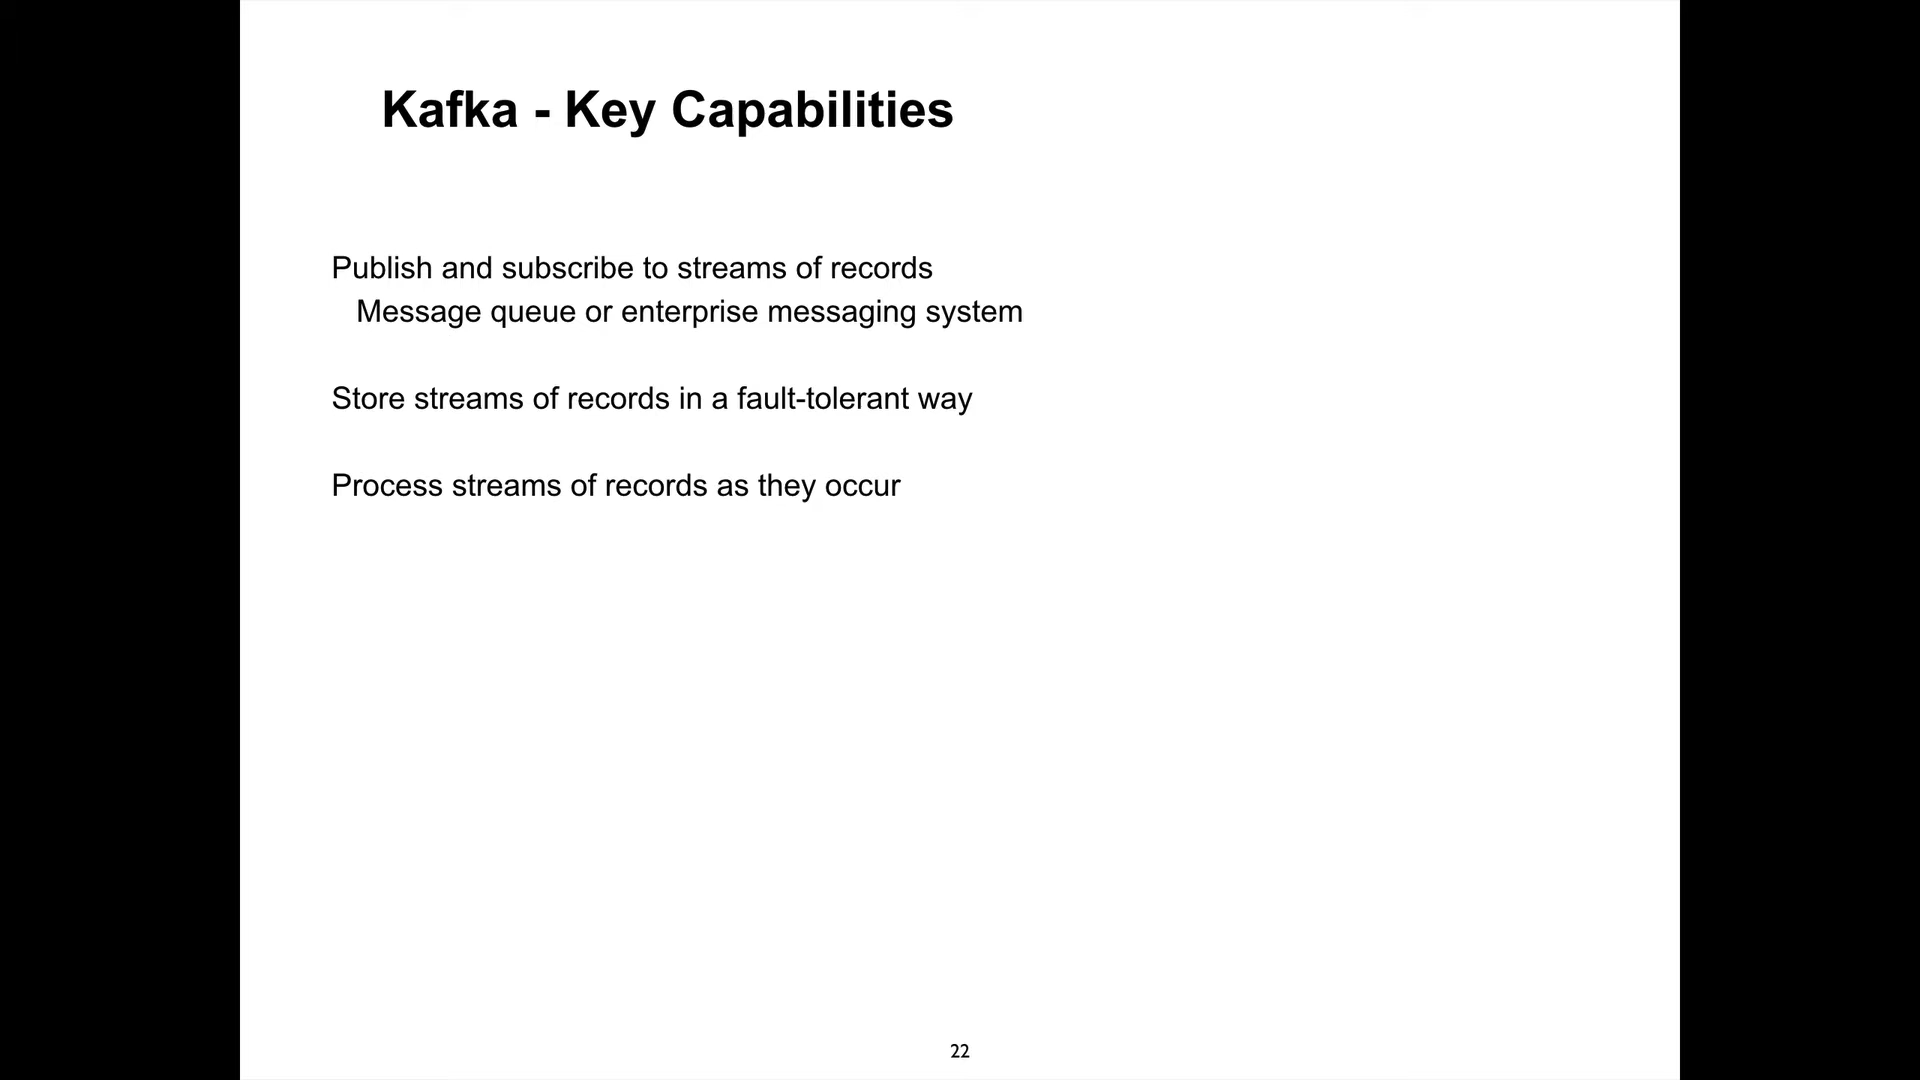 Kafka - Key Capabilities
Publish and subscribe to streams of records
Message queue or enterprise messaging system
Store streams of records in a fault-tolerant way
Process streams of records as they occur
22